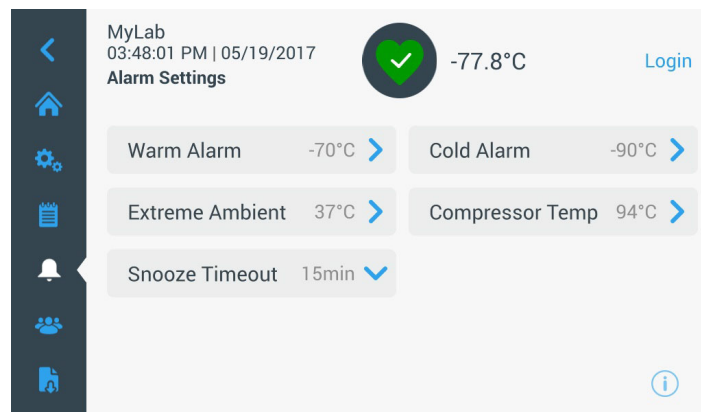 MyLab
03:48:01 PM | 05/19/2017
Alarm Settings
-77.8°C
Login
Warm Alarm -70°C
Cold Alarm -90°C
Extreme Ambient 37°C
Compressor Temp 94°C
Snooze Timeout 15min
i